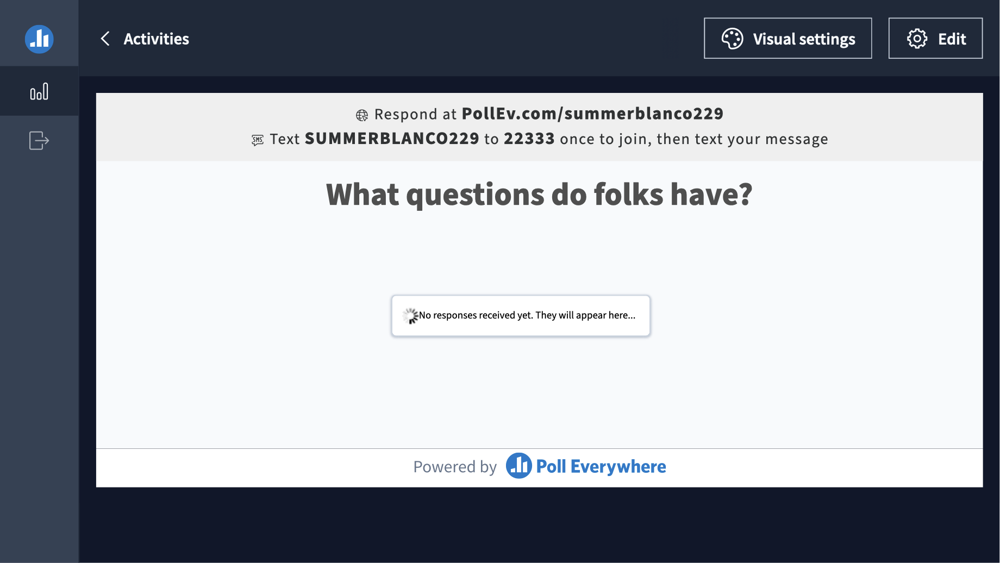 Activities
Visual settings
Edit
Respond at PollEv.com/summerblanco229
SMS Text SUMMERBLANCO229 to 22333 once to join, then text your message
What questions do folks have?
No responses received yet. They will appear here...
Powered by Poll Everywhere